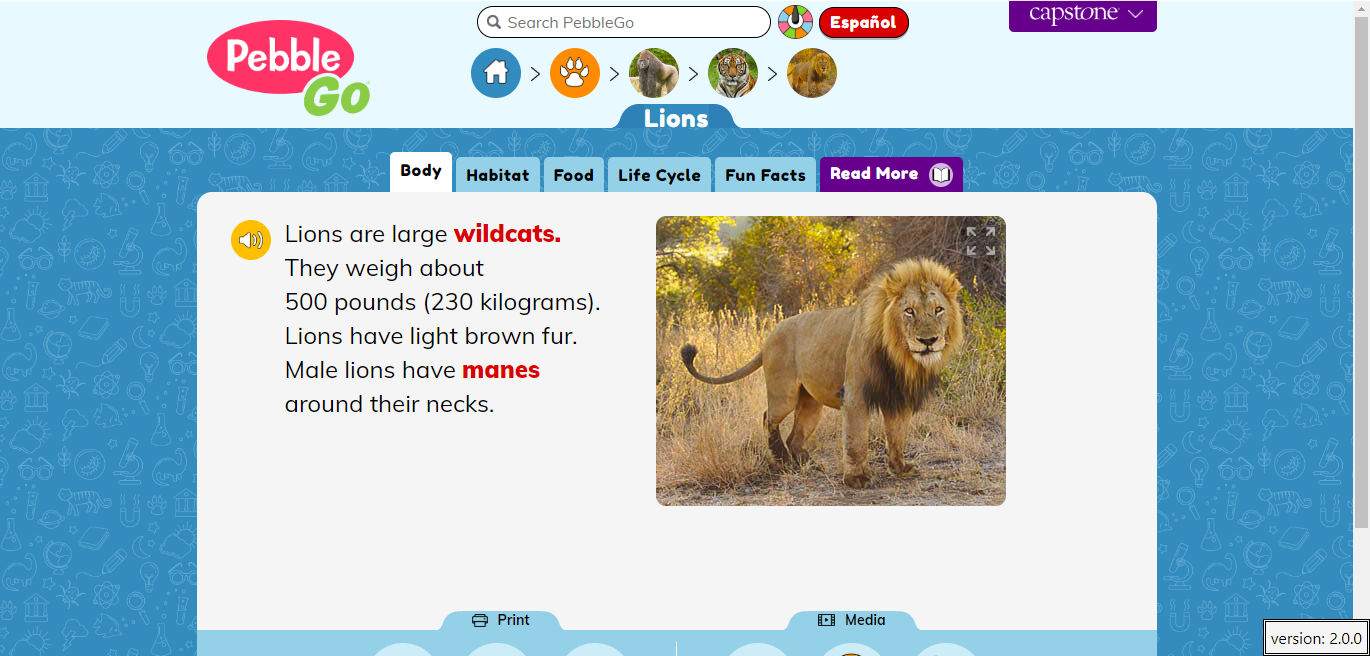 Pebble
Go
Search PebbleGo
Español
capstone
Lions
Body
Habitat
Food
Life Cycle
Fun Facts
Read More
Lions are large wildcats.
They weigh about
500 pounds (230 kilograms).
Lions have light brown fur.
Male lions have manes
around their necks.
Print
Media
version: 2.0.0